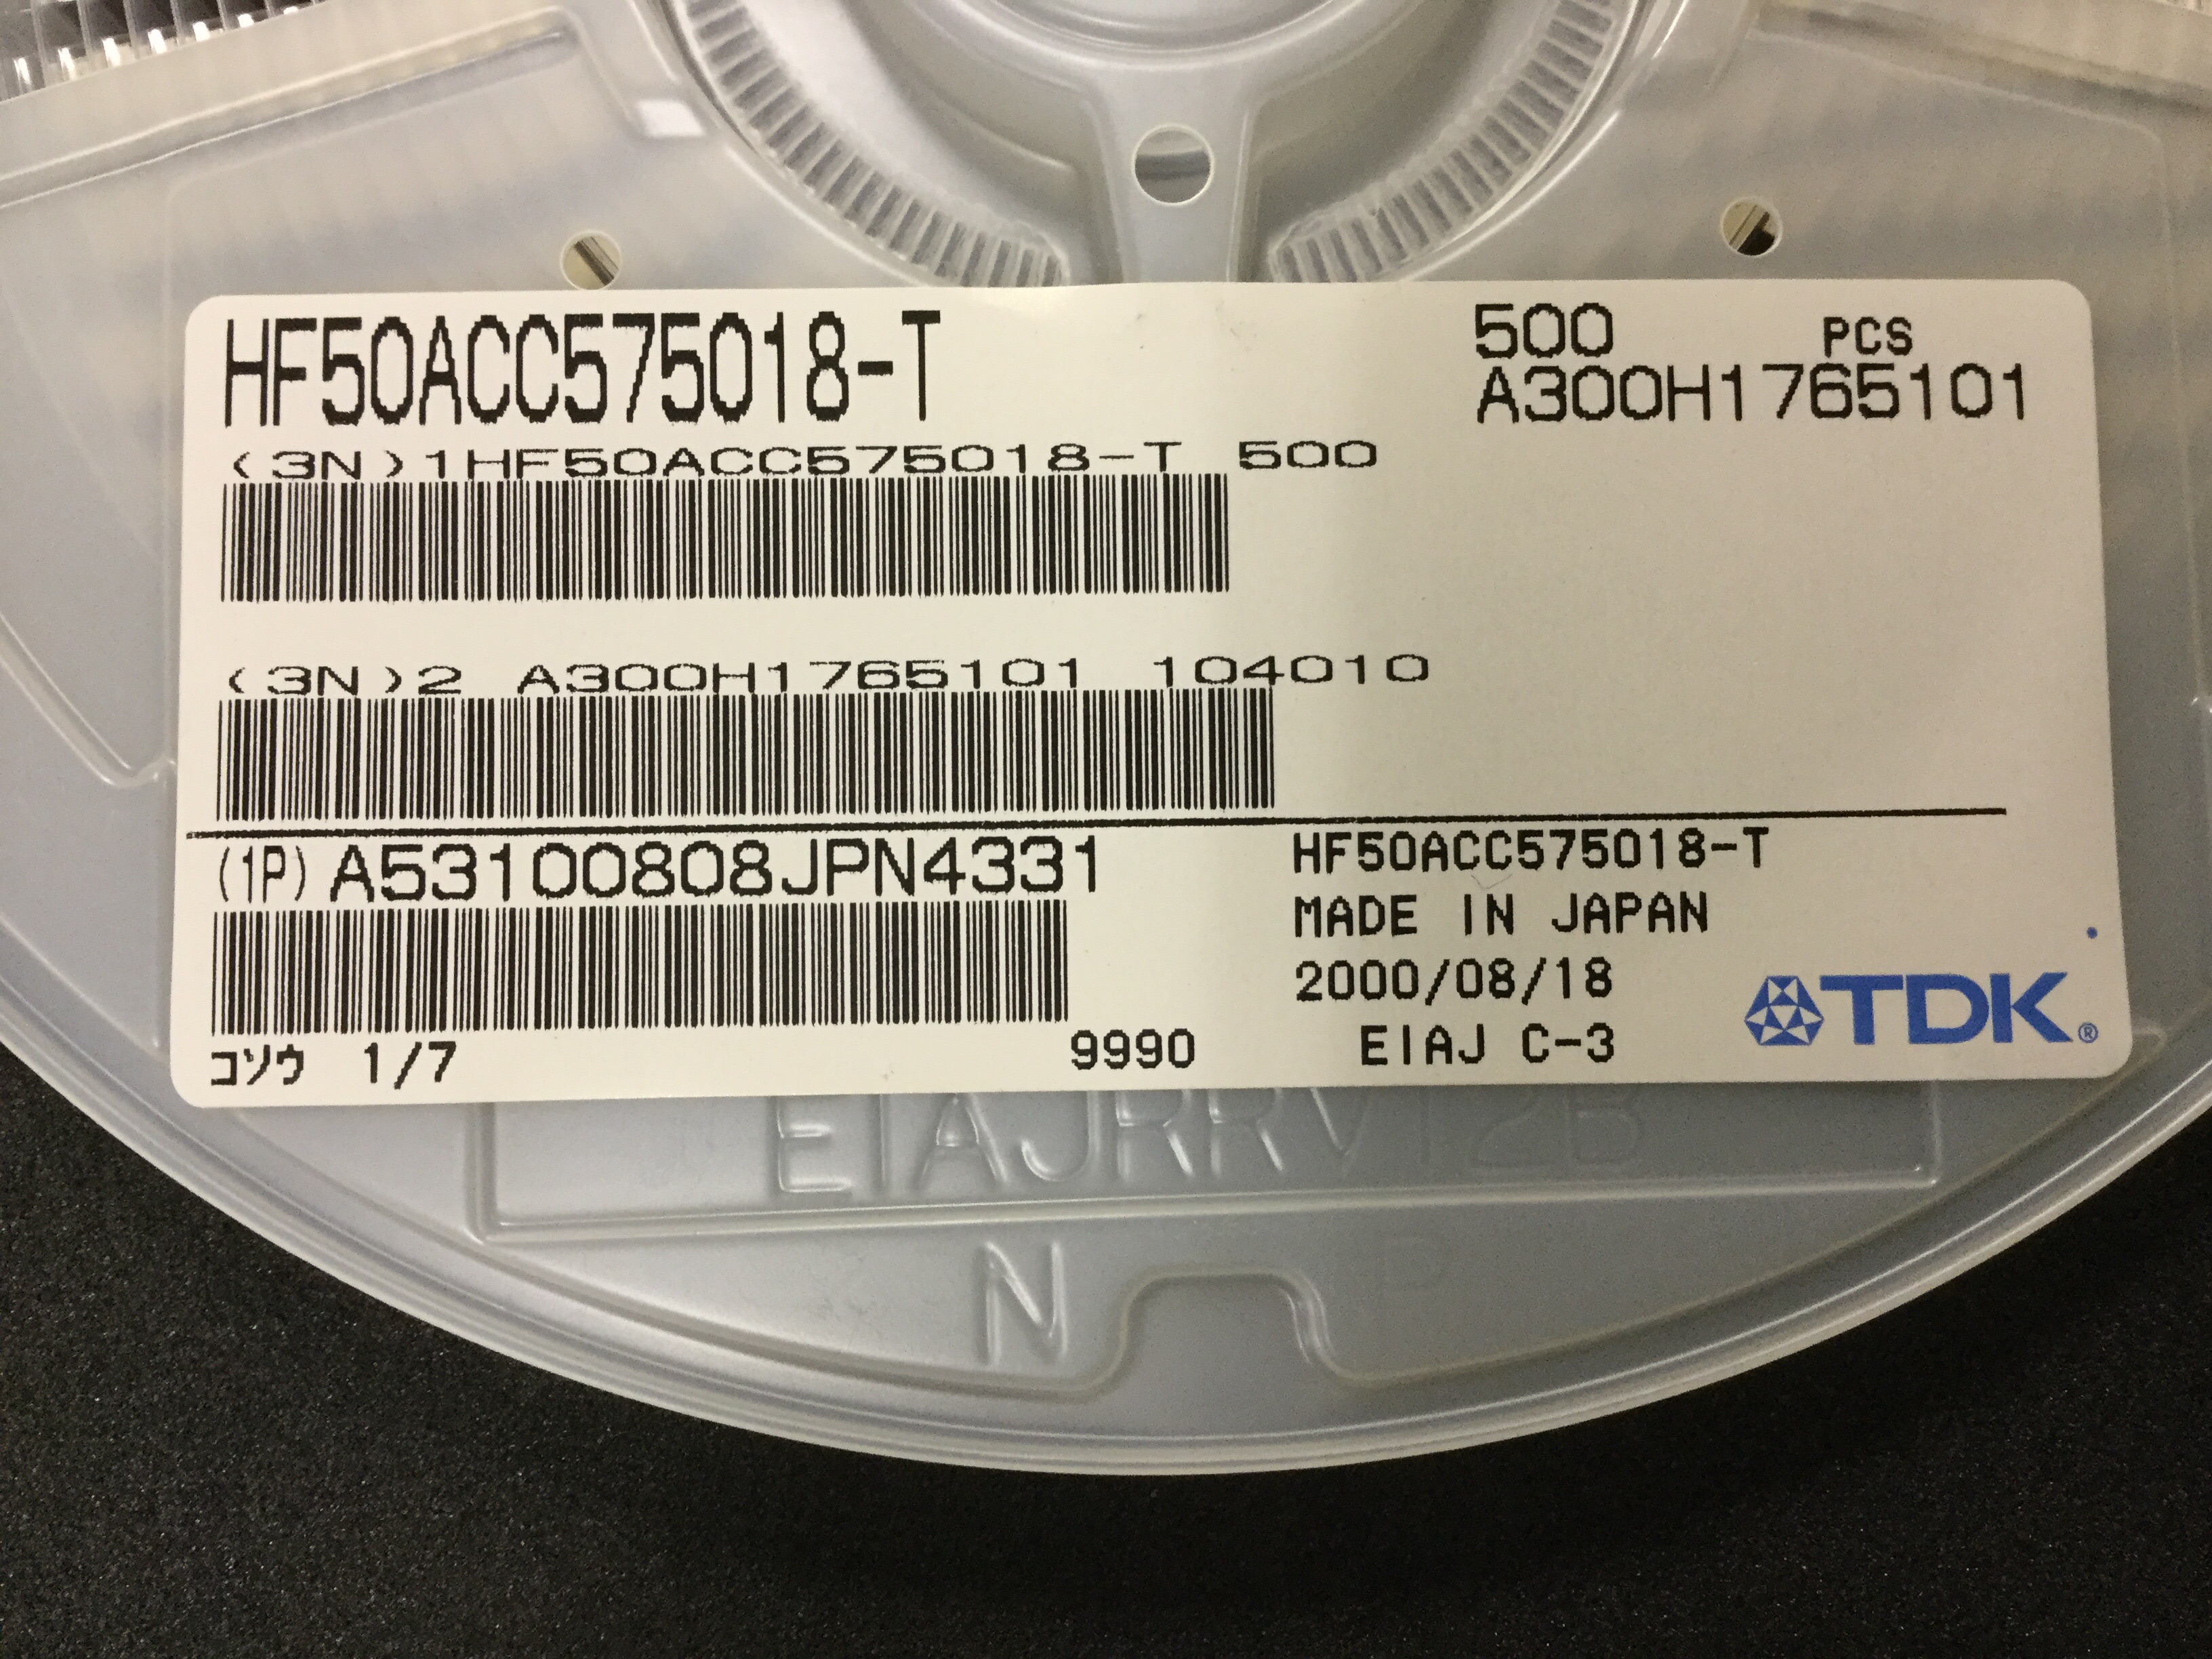 HF50ACC575018-T
500 PCS
A300H1765101
(3N)1HF50ACC575018-T 500
(3N)2 A300H1765101 104010
(1P) A53100808JPN4331
コソウ 1/7
9990
HF50ACC575018-T
MADE IN JAPAN
2000/08/18
EIAJ C-3
TDK®
EIAJRRV12B
N P